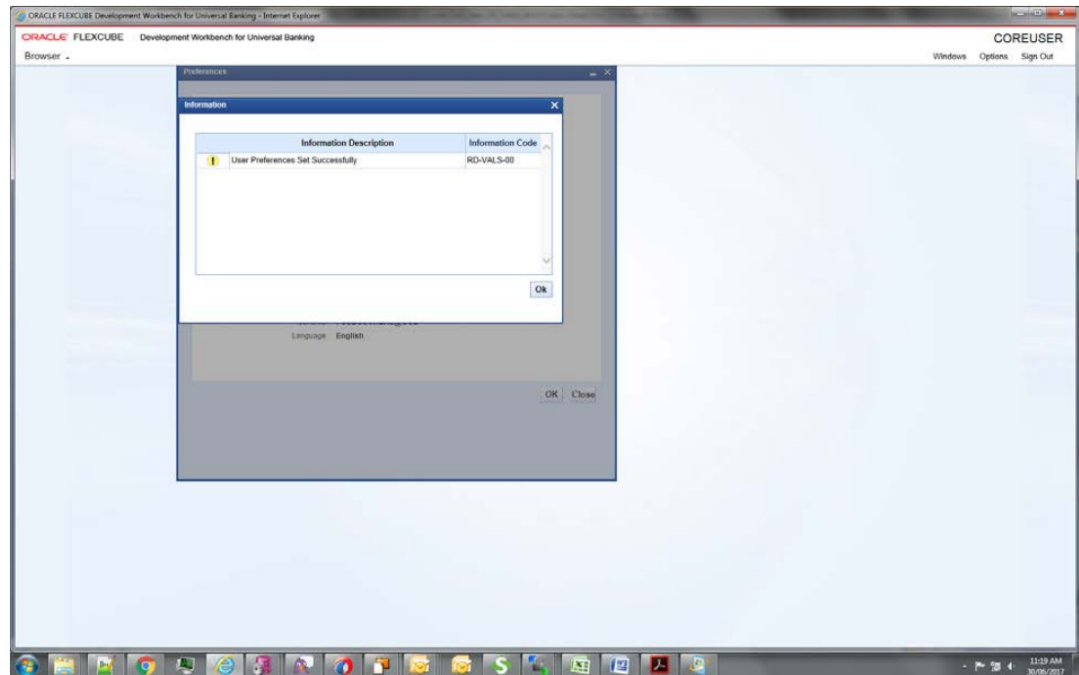 ORACLE FLEXCUBE Development Workbench for Universal Banking - Internet Explorer
ORACLE FLEXCUBE Development Workbench for Universal Banking COREUSER
Browser Windows Options Sign Out
Preferences
Information
Information Description Information Code
User Preferences Set Successfully RD-VALS-00
Ok
Language English
OK Close
11:19 AM
30/06/2017